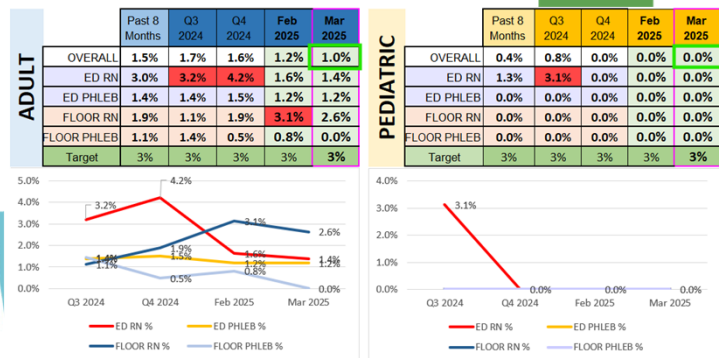 ADULT
Past 8 Months Q3 2024 Q4 2024 Feb 2025 Mar 2025
OVERALL 1.5% 1.7% 1.6% 1.2% 1.0%
ED RN 3.0% 3.2% 4.2% 1.6% 1.4%
ED PHLEB 1.4% 1.4% 1.5% 1.2% 1.2%
FLOOR RN 1.9% 1.1% 1.9% 3.1% 2.6%
FLOOR PHLEB 1.1% 1.4% 0.5% 0.8% 0.0%
Target 3% 3% 3% 3% 3%
5.0%
4.0%
3.0%
2.0%
1.0%
0.0%
3.2% 4.2% 1.6% 1.4%
1.4% 1.5% 1.2% 1.2%
1.1% 1.9% 3.1% 2.6%
1.4% 0.5% 0.8% 0.0%
Q3 2024 Q4 2024 Feb 2025 Mar 2025
ED RN % ED PHLEB %
FLOOR RN % FLOOR PHLEB %
PEDIATRIC
Past 8 Months Q3 2024 Q4 2024 Feb 2025 Mar 2025
OVERALL 0.4% 0.8% 0.0% 0.0% 0.0%
ED RN 1.3% 3.1% 0.0% 0.0% 0.0%
ED PHLEB 0.0% 0.0% 0.0% 0.0% 0.0%
FLOOR RN 0.0% 0.0% 0.0% 0.0% 0.0%
FLOOR PHLEB 0.0% 0.0% 0.0% 0.0% 0.0%
Target 3% 3% 3% 3% 3%
4.0%
3.0%
2.0%
1.0%
0.0%
3.1% 0.0% 0.0% 0.0%
Q3 2024 Q4 2024 Feb 2025 Mar 2025
ED RN % ED PHLEB %
FLOOR RN % FLOOR PHLEB %